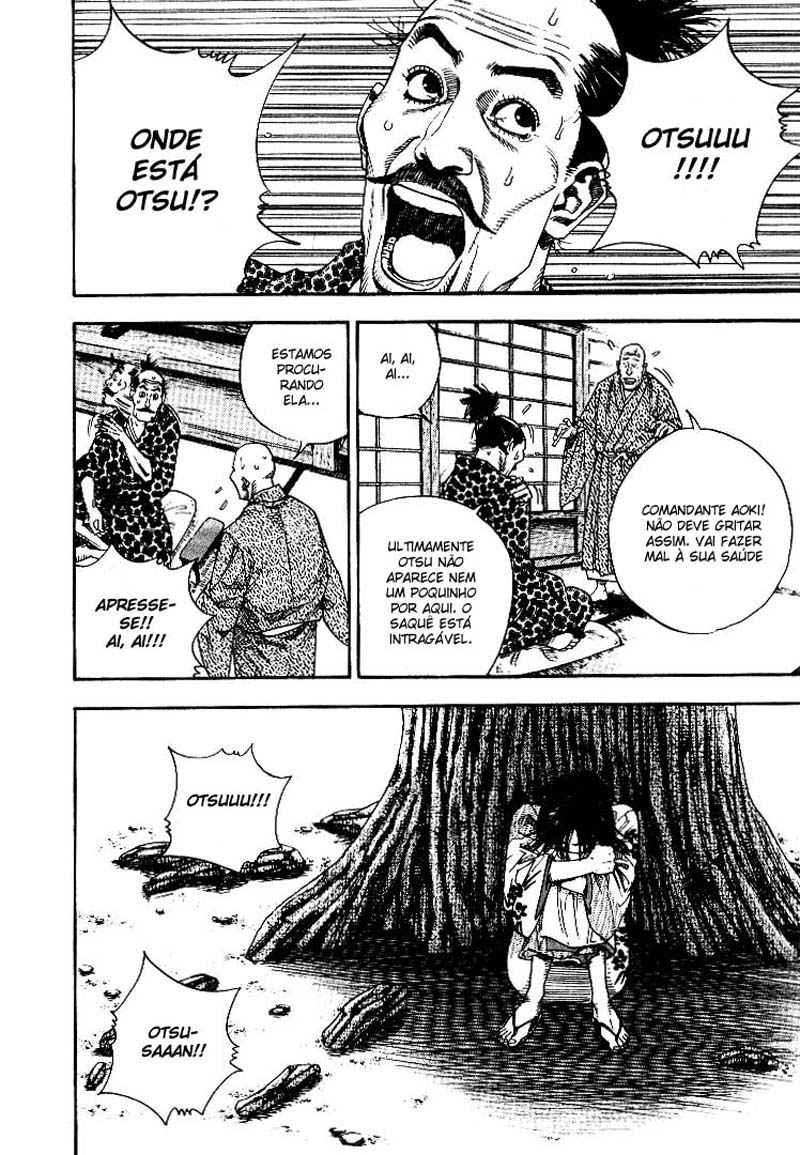 OTSUUU
!!!!
ONDE
ESTÁ
OTSU!?
COMANDANTE AOKI!
NÃO DEVE GRITAR
ASSIM. VAI FAZER
MAL À SUA SAÚDE
AI, AI,
AI...
ULTIMAMENTE
OTSU NÃO
APARECE NEM
UM POQUINHO
POR AQUI. O
SAQUÊ ESTÁ
INTRAGÁVEL.
ESTAMOS
PROCU-
RANDO
ELA...
APRESSE-
SE!!
AI, AI!!!
OTSUUU!!!
OTSU-
SAAAN!!